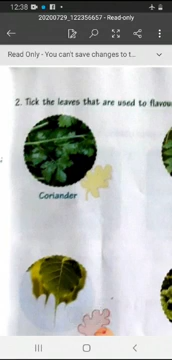 12:38
20200729_122356657 - Read-only
Read Only - You can't save changes to t...
2. Tick the leaves that are used to flavou
Coriander